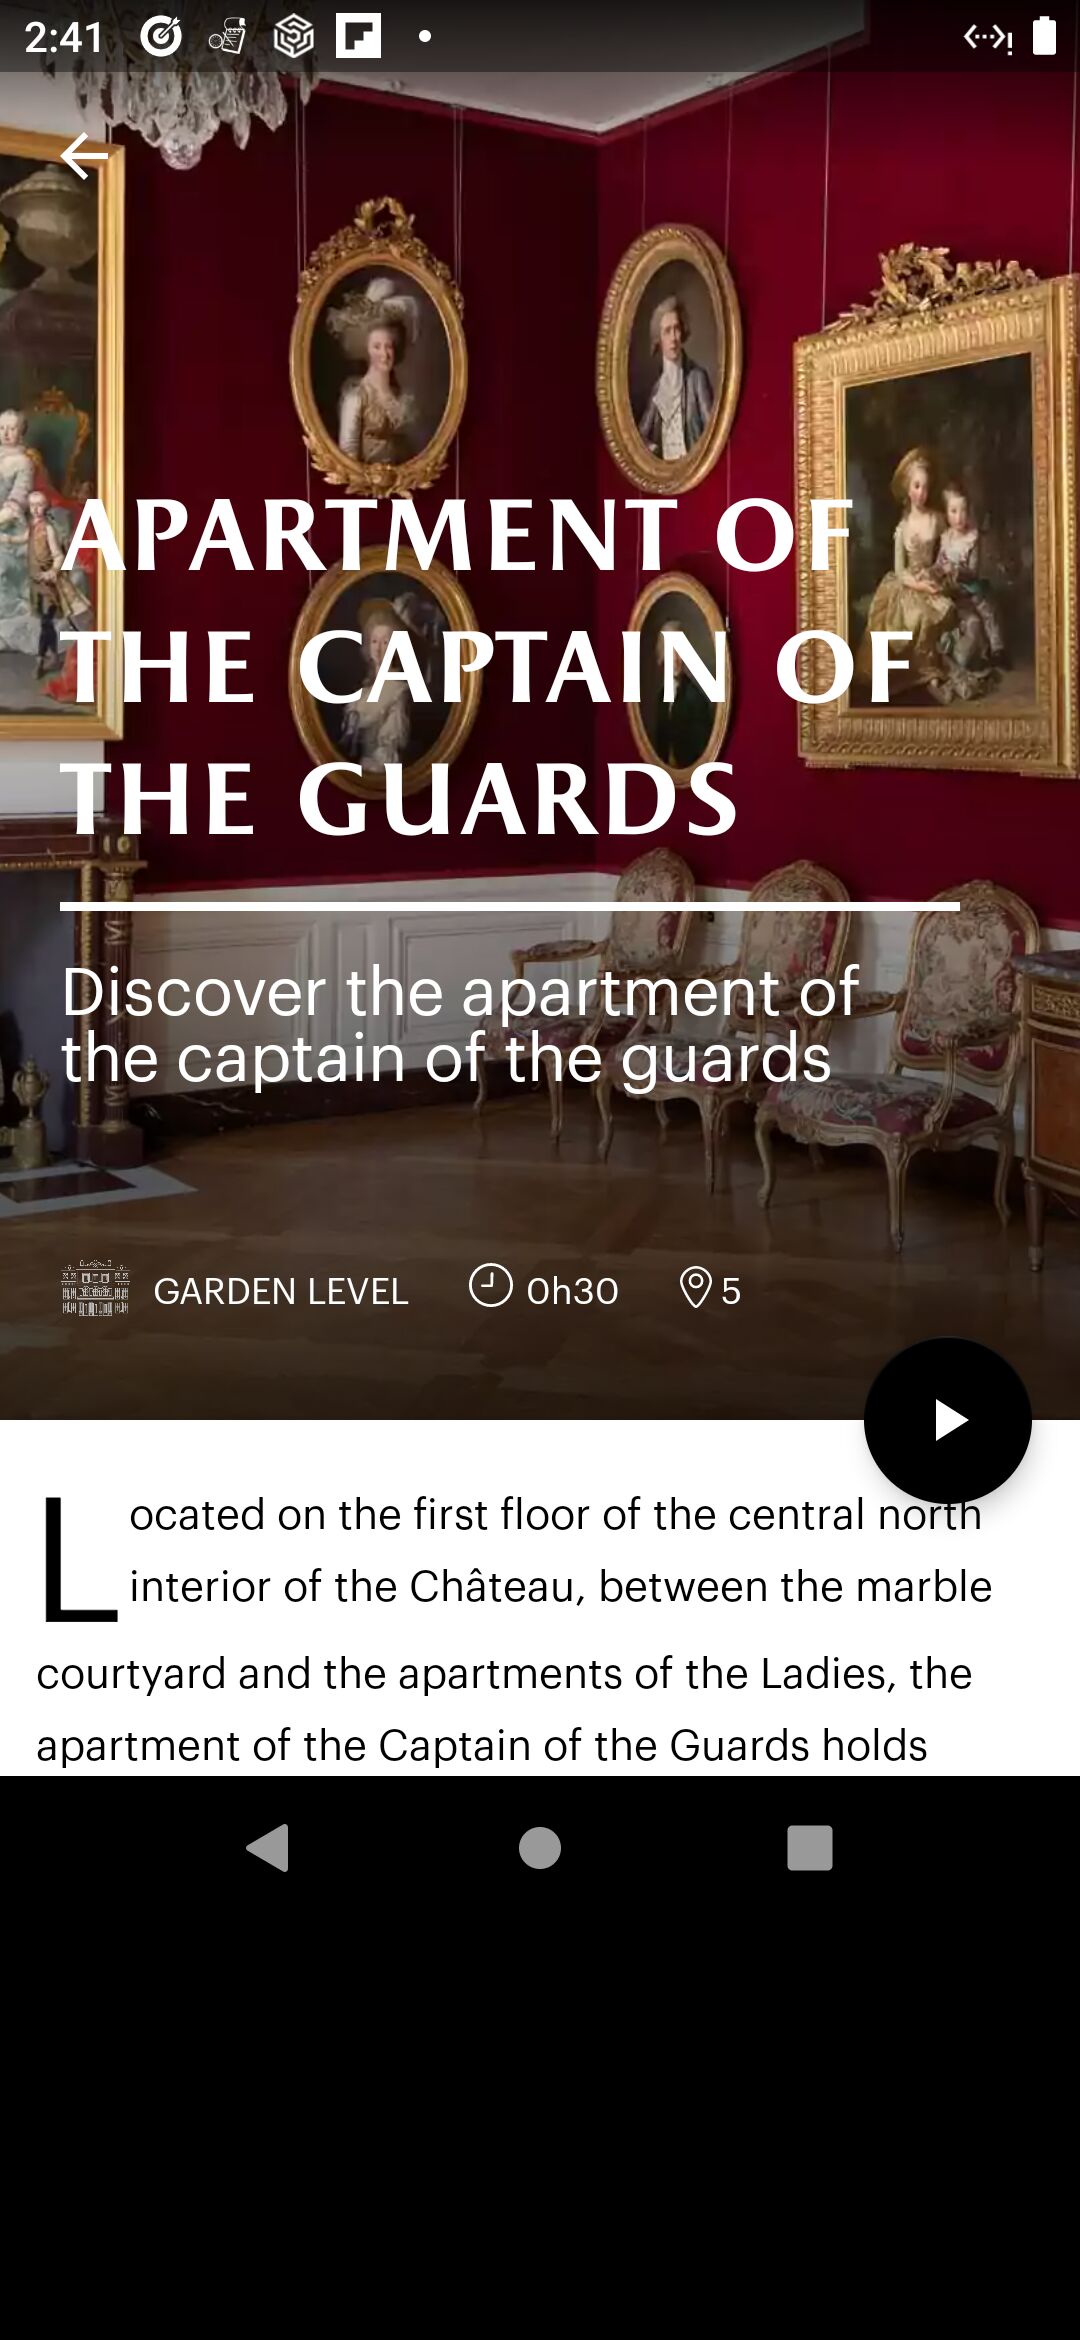 2:41
APARTMENT OF
THE CAPTAIN OF
THE GUARDS
Discover the apartment of
the captain of the guards
GARDEN LEVEL 0h30 5
Located on the first floor of the central north
interior of the Château, between the marble
courtyard and the apartments of the Ladies, the
apartment of the Captain of the Guards holds